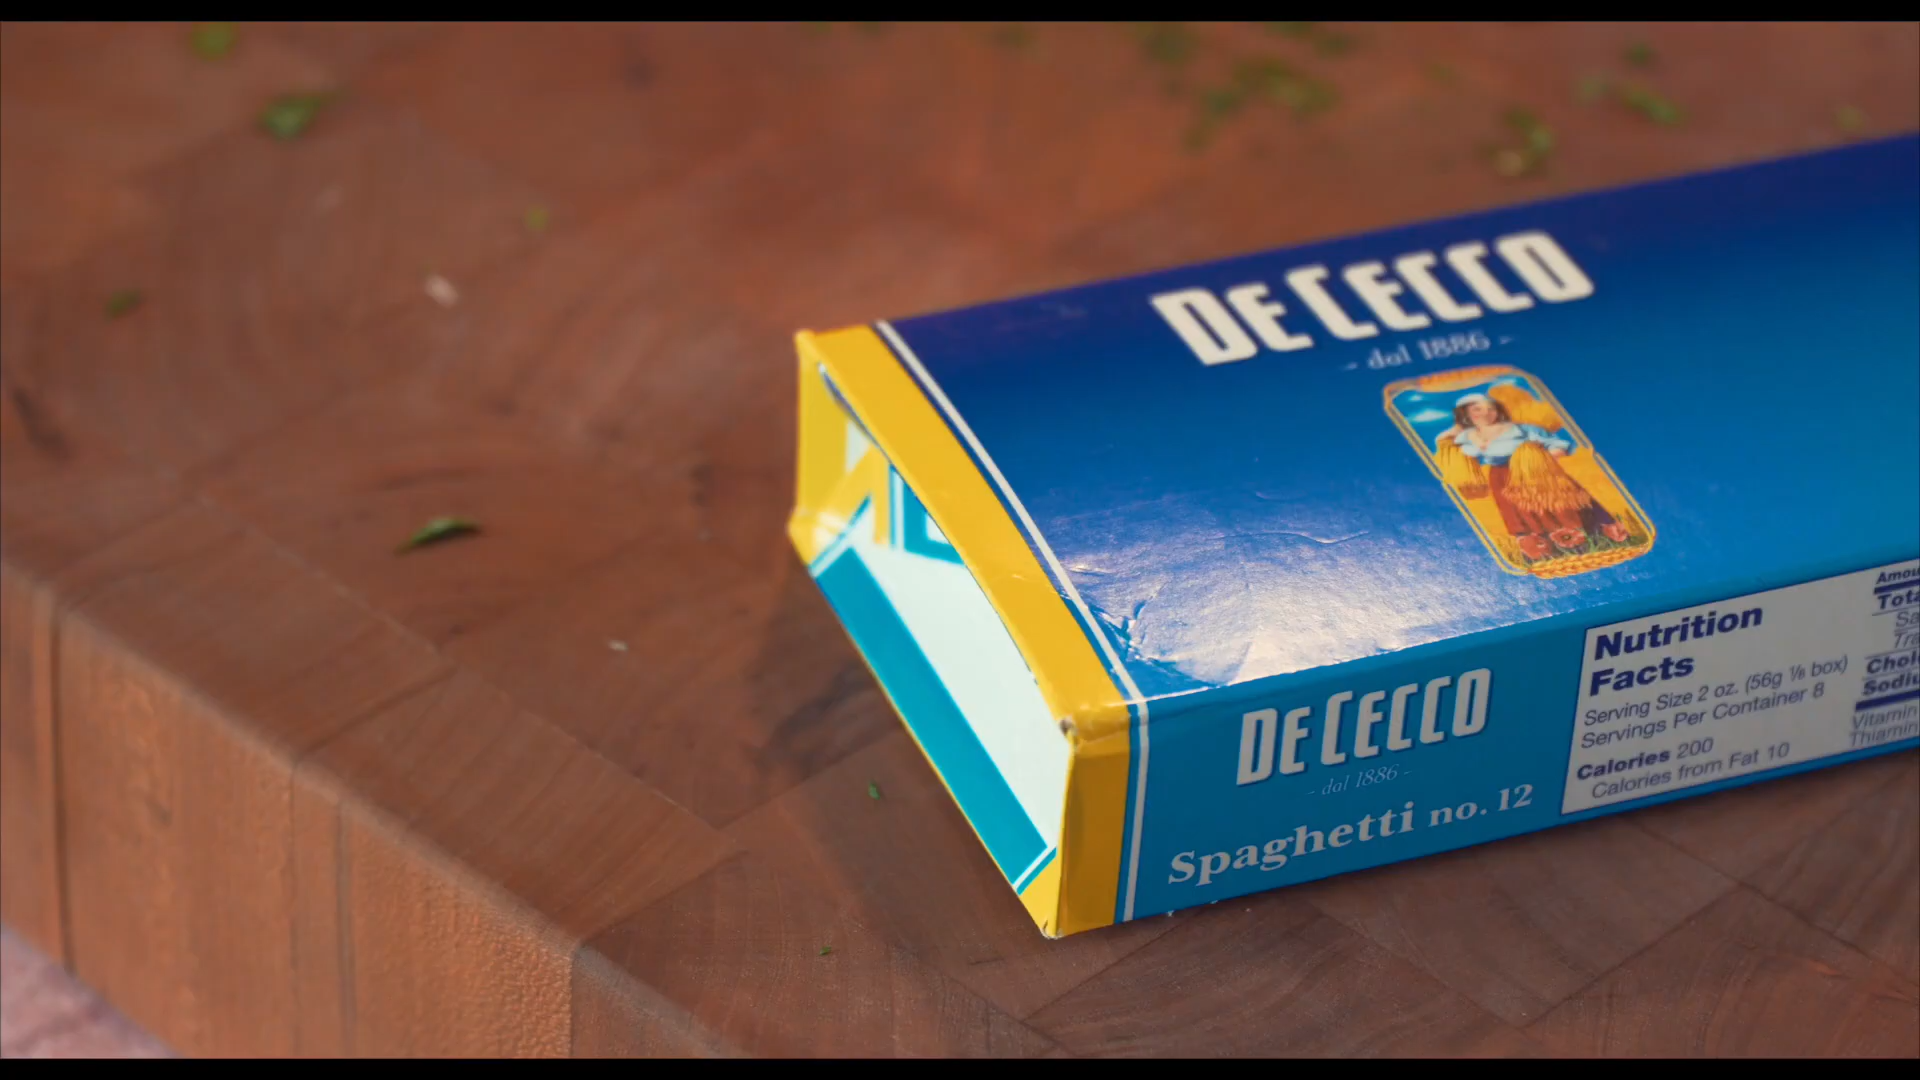 DE CECCO
- dal 1886 -
DE CECCO
- dal 1886 -
Spaghetti no. 12
Nutrition
Facts
Serving Size 2 oz. (56g ⅛ box)
Servings Per Container 8
Calories 200
Calories from Fat 10
Vitamin